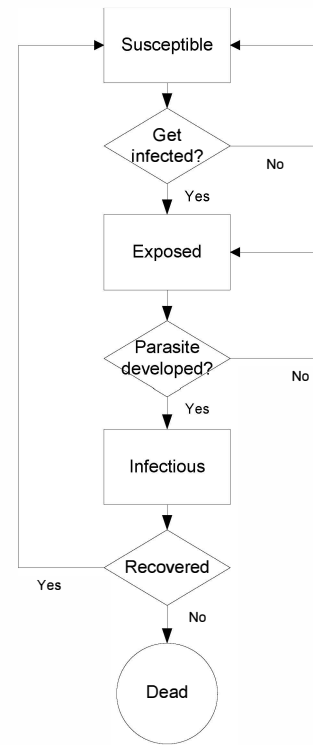 Susceptible
Get
infected?
No
Yes
Exposed
Parasite
developed?
No
Yes
Infectious
Recovered
Yes
No
Dead